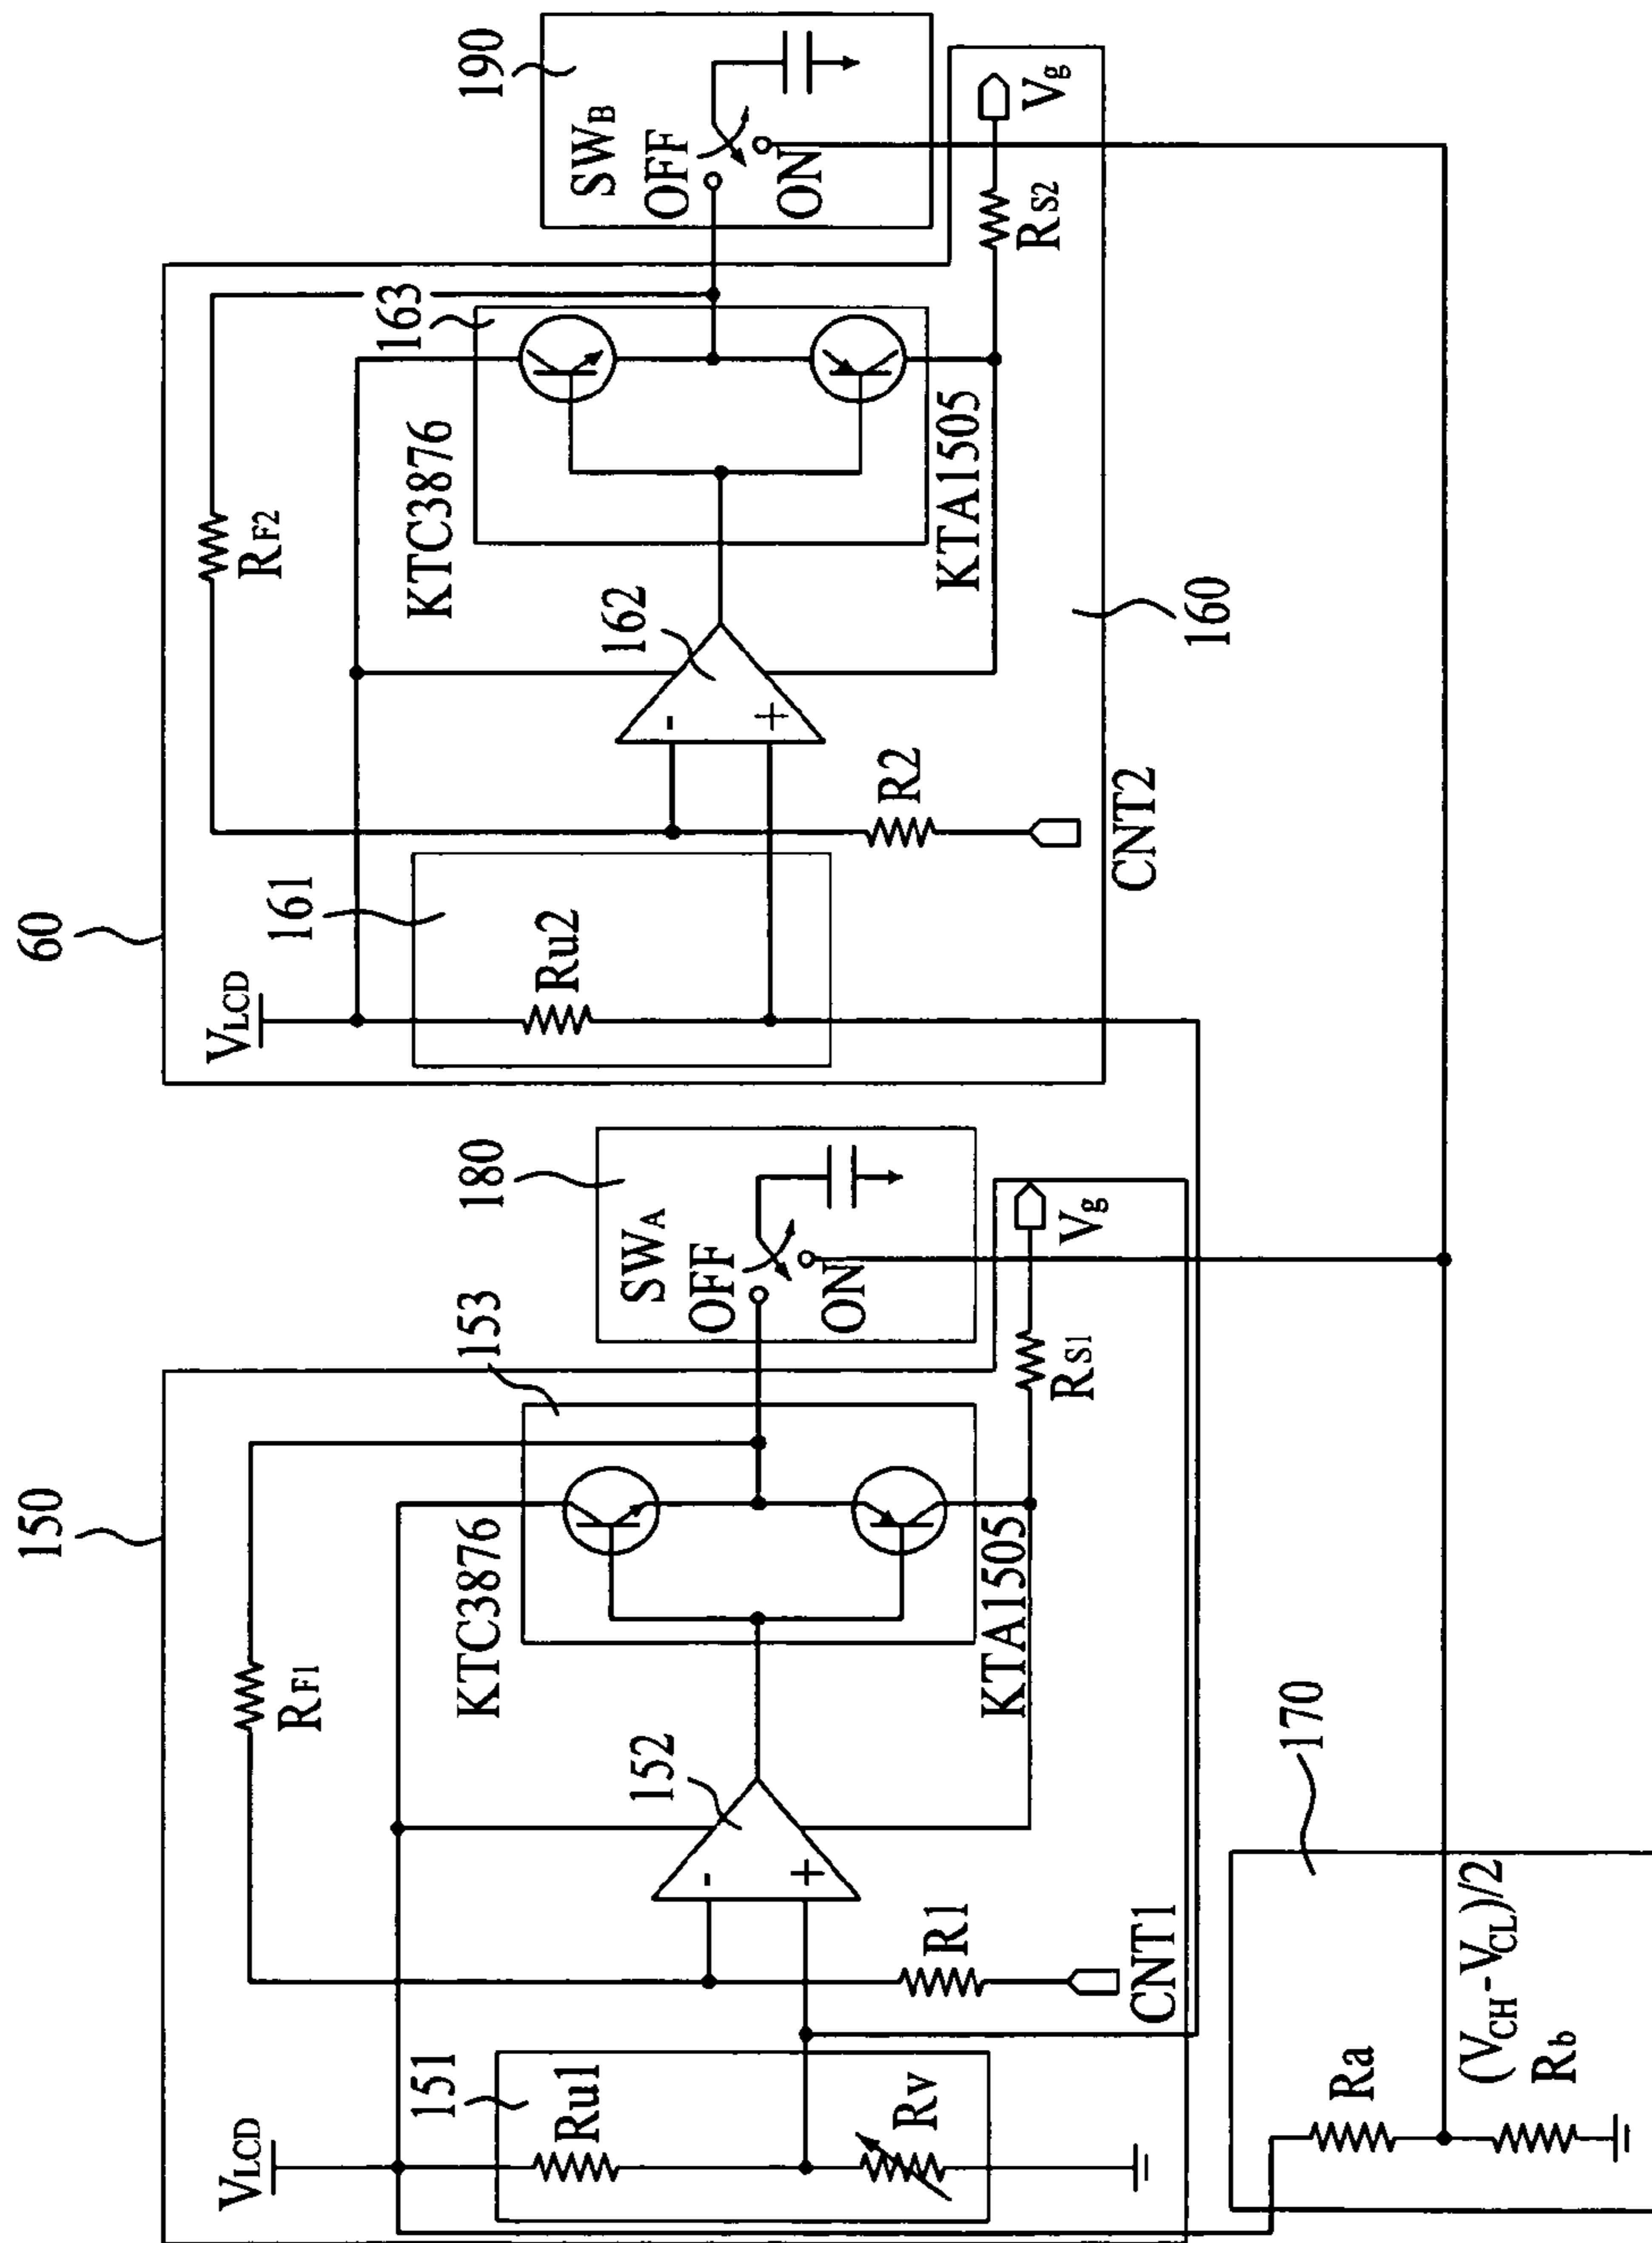 150
VLCD
151
Ru1
Rv
RF1
R1
CNT1
-
+
152
KTC3876
153
KTA1505
RS1
Vg
180
SWA
OFF
ON
60
VLCD
161
Ru2
RF2
R2
CNT2
-
+
162
KTC3876
163
KTA1505
160
RS2
Vg
190
SWB
OFF
ON
170
Ra
(VCH-VCL)/2
Rb